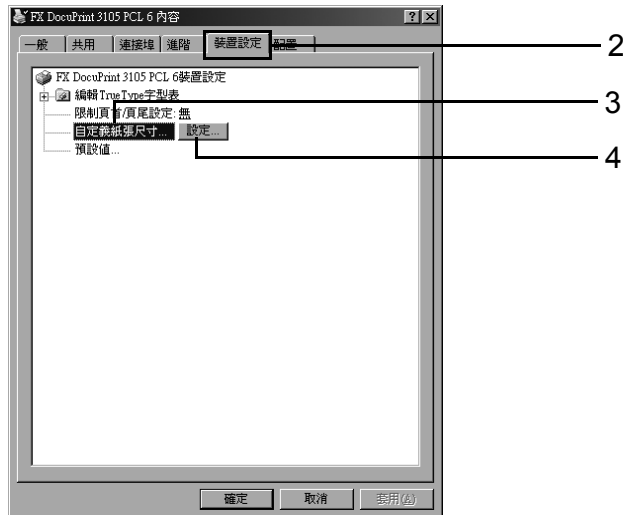 FX DocuPrint 3105 PCL 6 內容
一般 共用 連接埠 進階 裝置設定 配置
2
FX DocuPrint 3105 PCL 6裝置設定
編輯TrueType字型表
限制頁首/頁尾設定: 無
3
自定義紙張尺寸... 設定...
4
預設值...
確定 取消 套用(A)